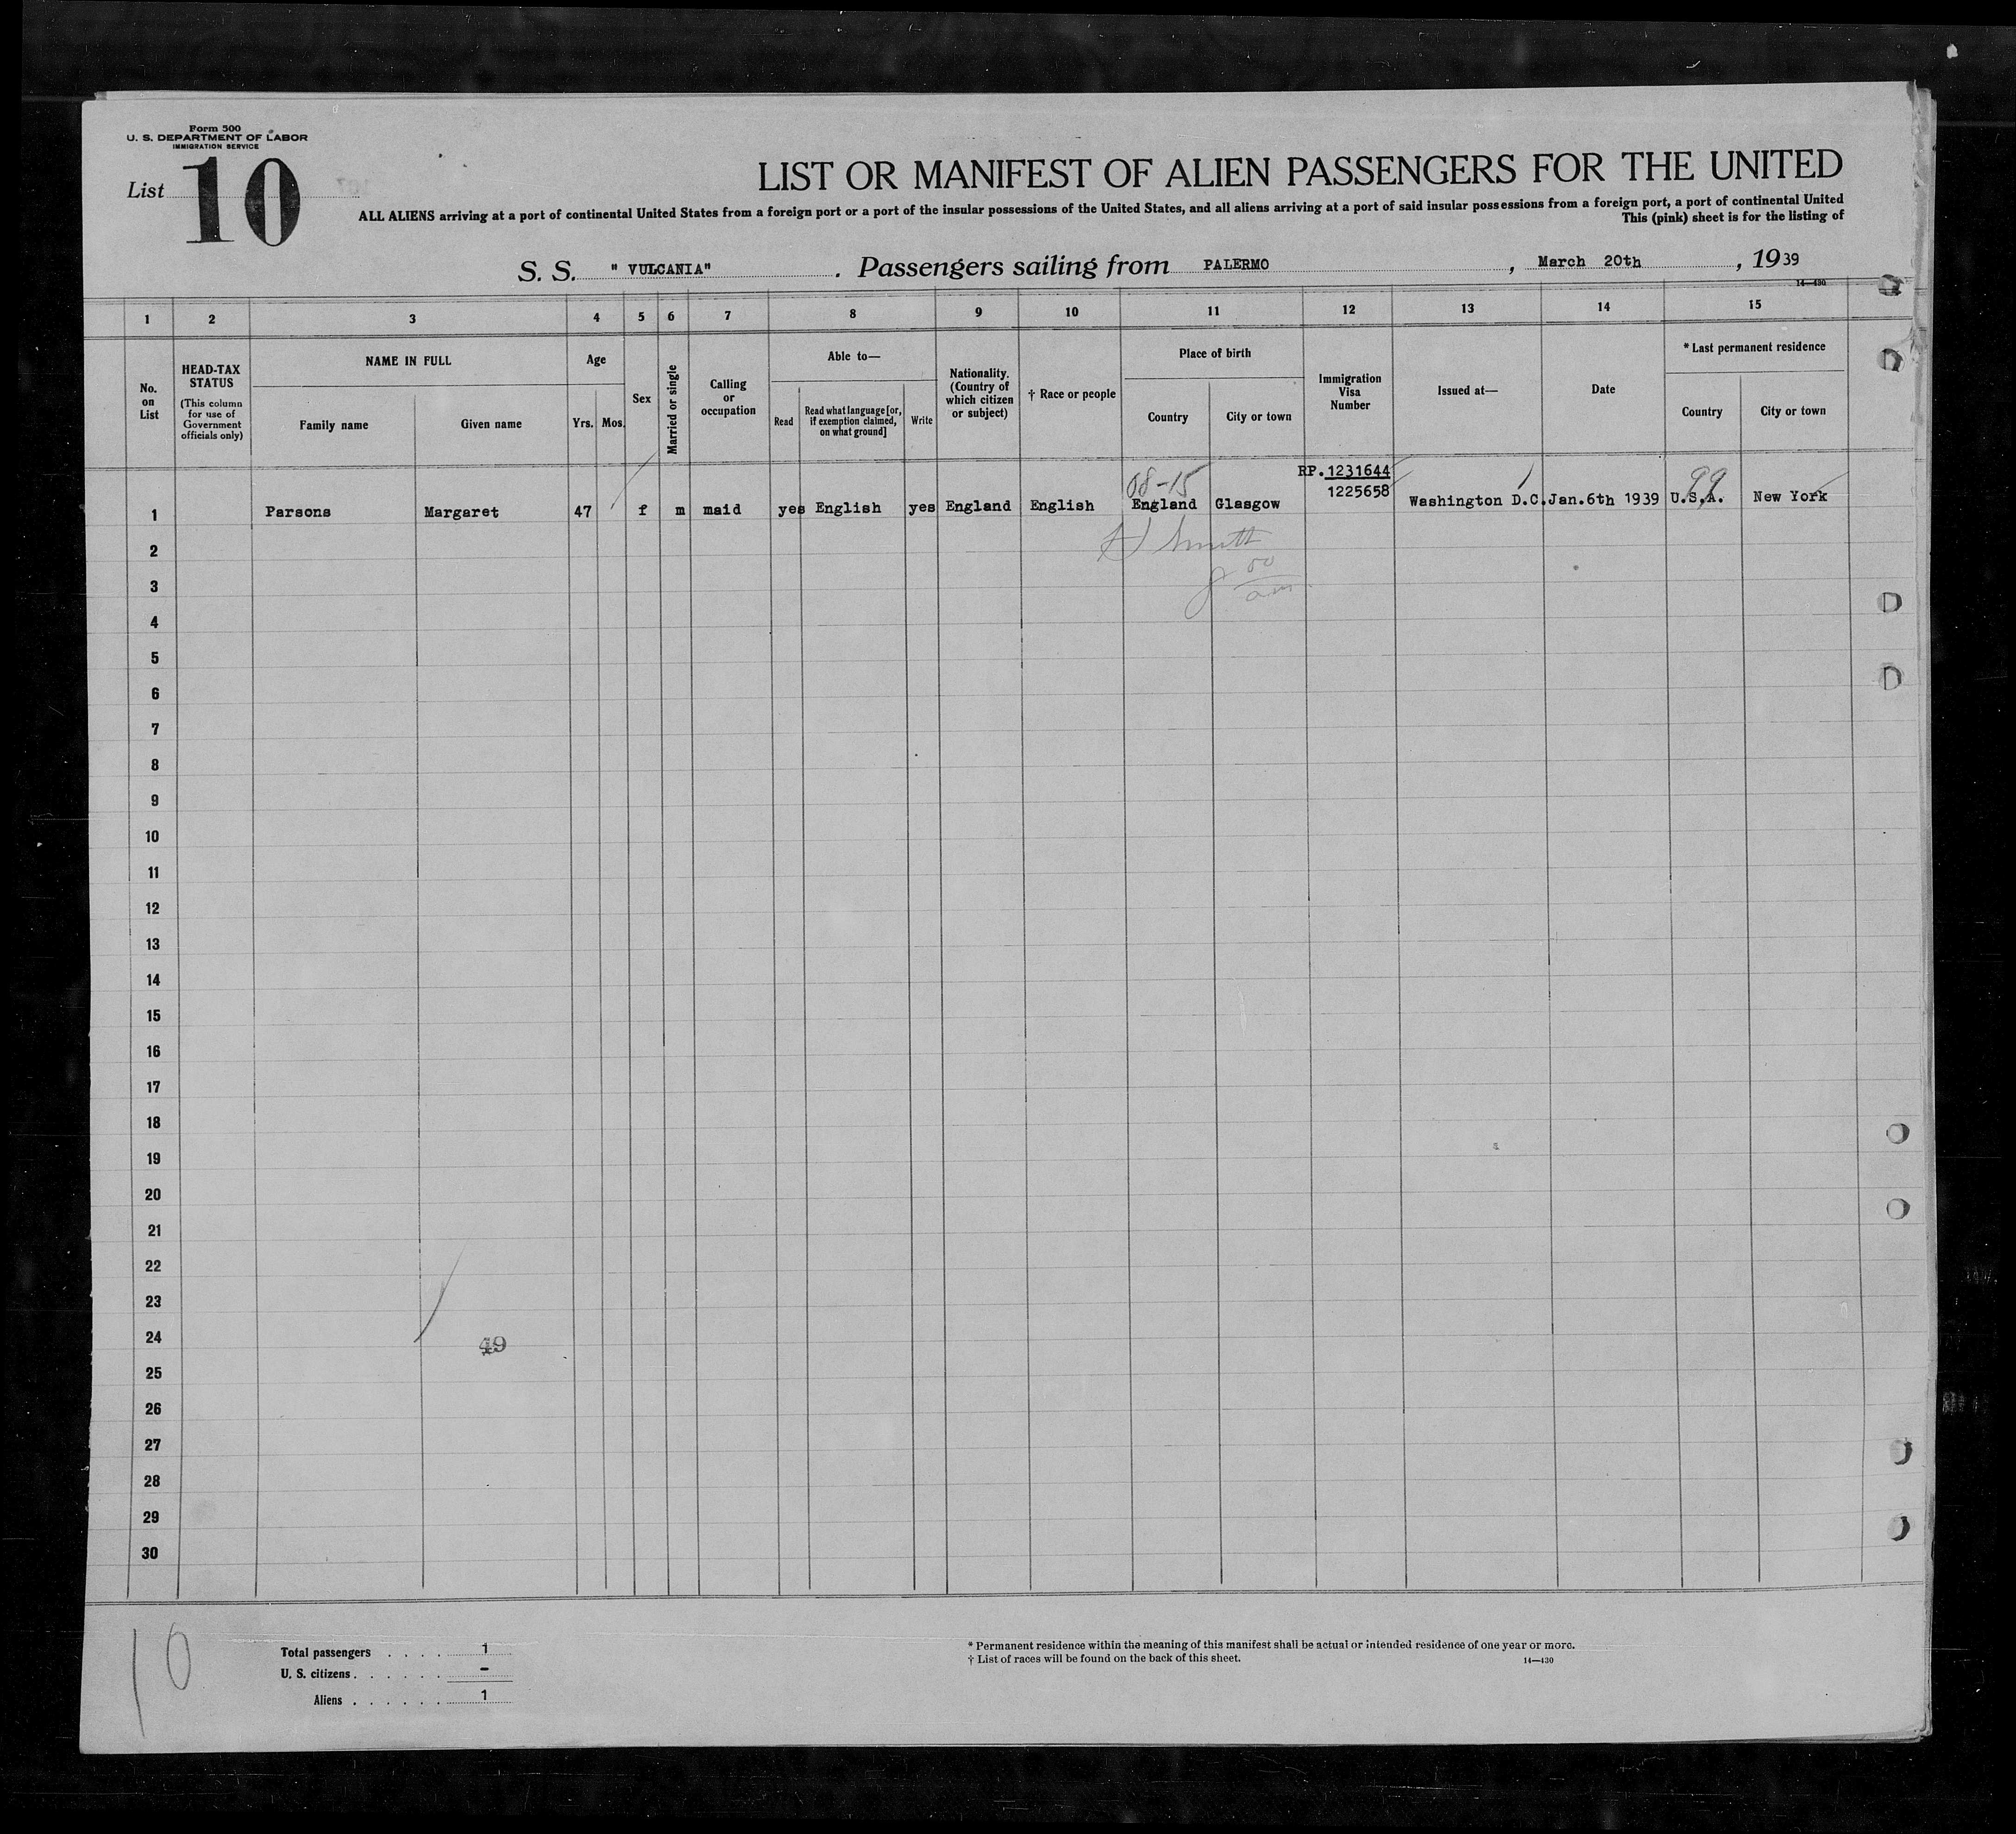 Form 500
U. S. DEPARTMENT OF LABOR
IMMIGRATION SERVICE
List 10
LIST OR MANIFEST OF ALIEN PASSENGERS FOR THE UNITED
ALL ALIENS arriving at a port of continental United States from a foreign port or a port of the insular possessions of the United States, and all aliens arriving at a port of said insular possessions from a foreign port, a port of continental United
This (pink) sheet is for the listing of
S. S. " VULCANIA" . Passengers sailing from PALERMO , March 20th , 1939
14—430
1 2 3 4 5 6 7 8 9 10 11 12 13 14 15
No. on List
HEAD-TAX STATUS
(This column for use of Government officials only)
NAME IN FULL
Family name Given name
Age
Yrs. Mos.
Sex
Married or single
Calling or occupation
Able to—
Read
Read what language [or, if exemption claimed, on what ground]
Write
Nationality. (Country of which citizen or subject)
† Race or people
Place of birth
Country City or town
Immigration Visa Number
Issued at—
Date
* Last permanent residence
Country City or town
08-15 RP. 1231644 99
1 Parsons Margaret 47 f m maid yes English yes England English England Glasgow 1225658 Washington D.C. Jan.6th 1939 U.S.A. New York
2
3
4
5
6
7
8
9
10
11
12
13
14
15
16
17
18
19
20
21
22
23
24
49
25
26
27
28
29
30
10
Total passengers . . . . 1
U. S. citizens . . . . . . -
Aliens . . . . . . 1
* Permanent residence within the meaning of this manifest shall be actual or intended residence of one year or more.
† List of races will be found on the back of this sheet. 14—430